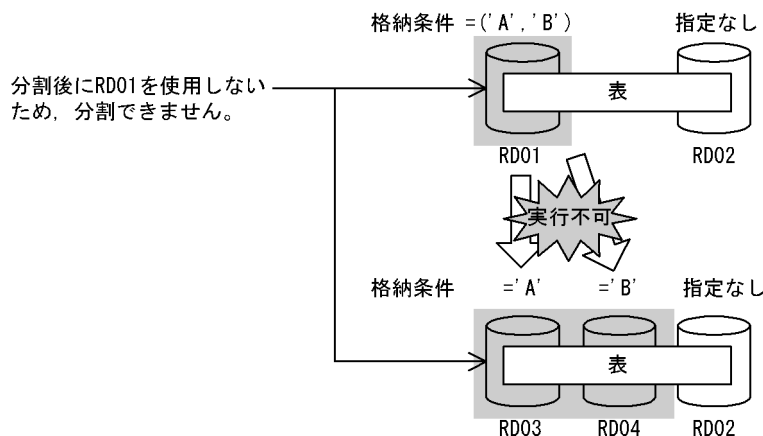 格納条件 =('A','B')
指定なし
分割後にRD01を使用しない
ため，分割できません。
表
RD01
RD02
実行不可
格納条件
='A'
='B'
指定なし
表
RD03
RD04
RD02